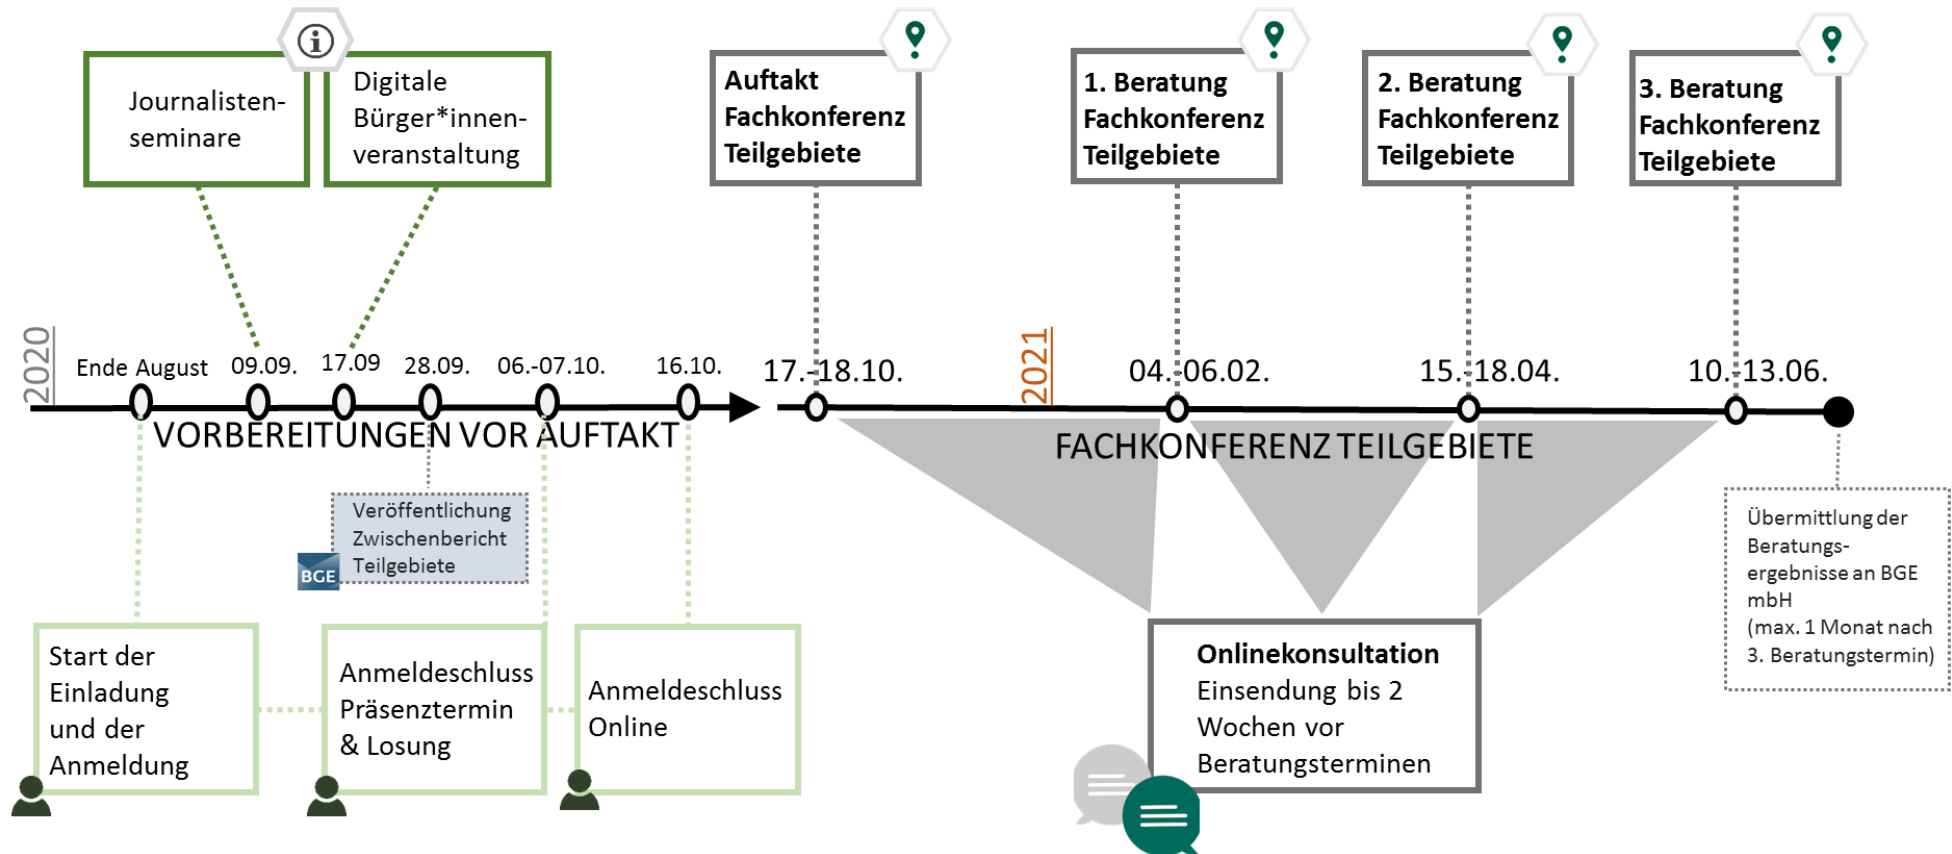 Journalisten-
seminare
Digitale
Bürger*innen-
veranstaltung
Auftakt
Fachkonferenz
Teilgebiete
1. Beratung
Fachkonferenz
Teilgebiete
2. Beratung
Fachkonferenz
Teilgebiete
3. Beratung
Fachkonferenz
Teilgebiete
2020
Ende August
09.09.
17.09
28.09.
06.-07.10.
16.10.
17.-18.10.
2021
04.-06.02.
15.-18.04.
10.-13.06.
VORBEREITUNGEN VOR AUFTAKT
FACHKONFERENZ TEILGEBIETE
Veröffentlichung
Zwischenbericht
Teilgebiete
BGE
Start der
Einladung
und der
Anmeldung
Anmeldeschluss
Präsenztermin
& Losung
Anmeldeschluss
Online
Onlinekonsultation
Einsendung bis 2
Wochen vor
Beratungsterminen
Übermittlung der
Beratungs-
ergebnisse an BGE
mbH
(max. 1 Monat nach
3. Beratungstermin)